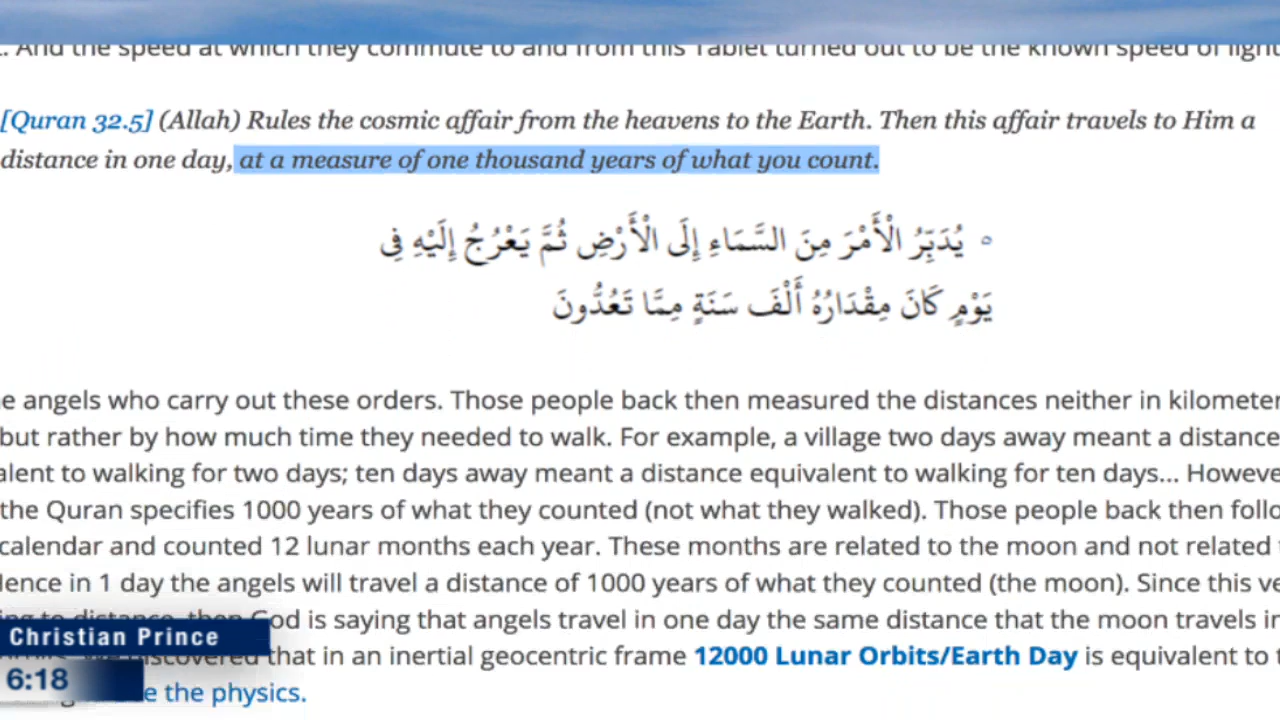 . And the speed at which they commute to and from this Tablet turned out to be the known speed of light
[Quran 32.5] (Allah) Rules the cosmic affair from the heavens to the Earth. Then this affair travels to Him a
distance in one day, at a measure of one thousand years of what you count.
٥ يُدَبِّرُ الْأَمْرَ مِنَ السَّمَاءِ إِلَى الْأَرْضِ ثُمَّ يَعْرُجُ إِلَيْهِ فِي
يَوْمٍ كَانَ مِقْدَارُهُ أَلْفَ سَنَةٍ مِمَّا تَعُدُّونَ
e angels who carry out these orders. Those people back then measured the distances neither in kilometer
but rather by how much time they needed to walk. For example, a village two days away meant a distance
alent to walking for two days; ten days away meant a distance equivalent to walking for ten days... Howeve
the Quran specifies 1000 years of what they counted (not what they walked). Those people back then follo
calendar and counted 12 lunar months each year. These months are related to the moon and not related t
Hence in 1 day the angels will travel a distance of 1000 years of what they counted (the moon). Since this ve
to distance, then God is saying that angels travel in one day the same distance that the moon travels in
Christian Prince
discovered that in an inertial geocentric frame 12000 Lunar Orbits/Earth Day is equivalent to t
6:18
e the physics.